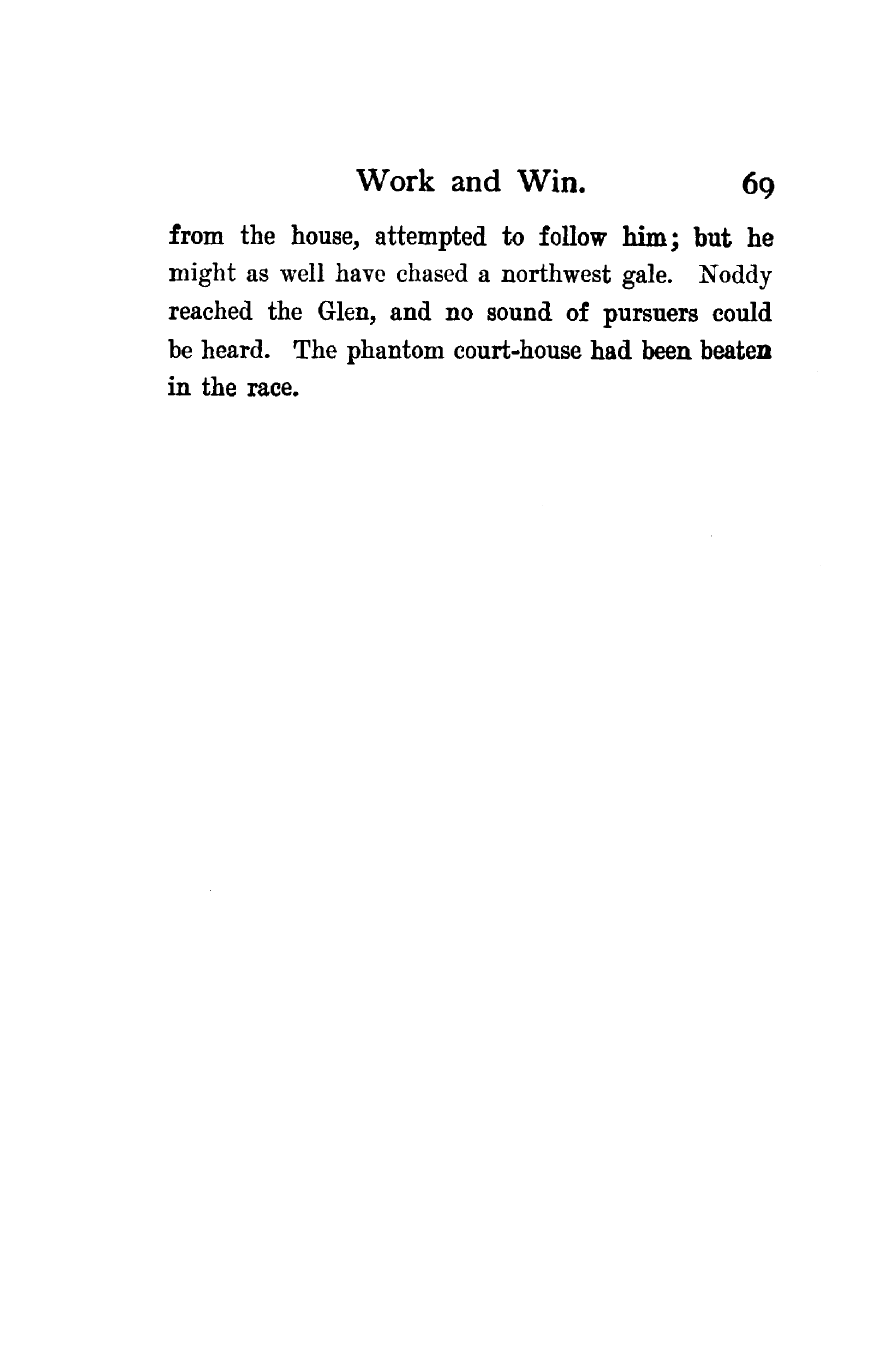 Work and Win. 69
from the house, attempted to follow him; but he
might as well have chased a northwest gale. Noddy
reached the Glen, and no sound of pursuers could
be heard. The phantom court-house had been beaten
in the race.